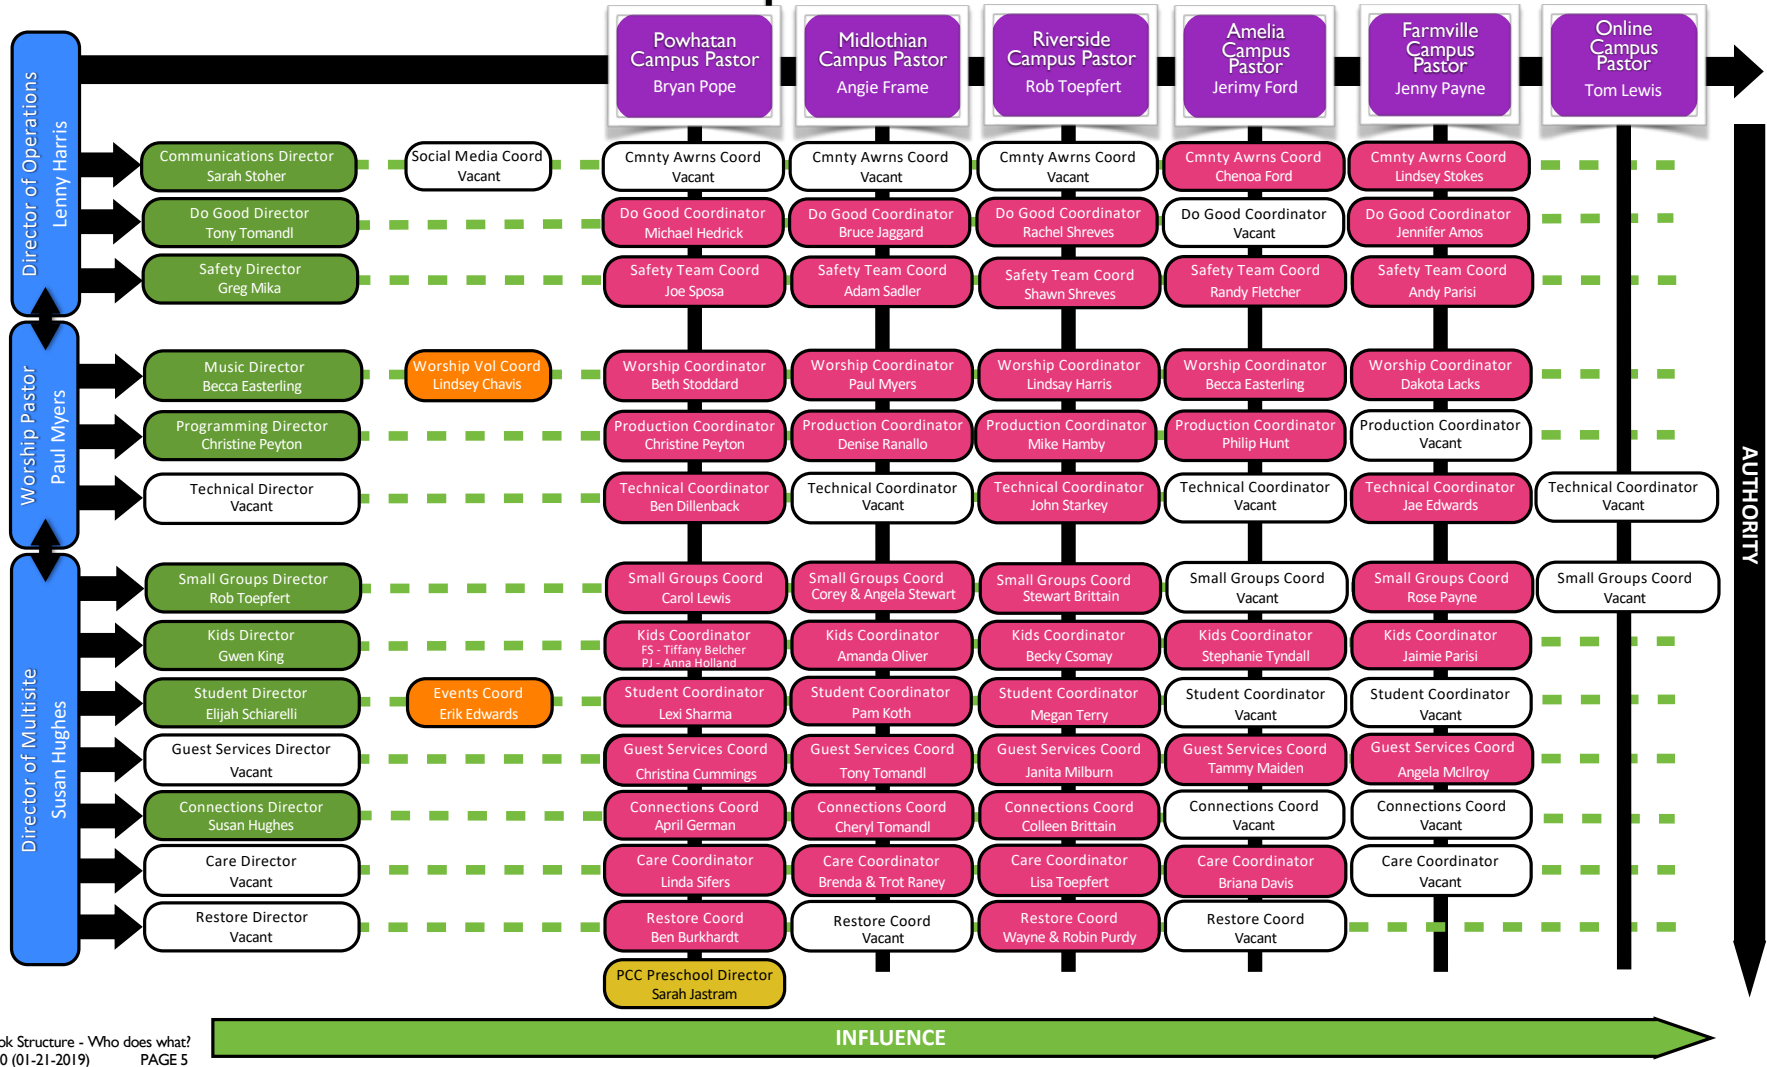 Powhatan
Campus Pastor
Bryan Pope
Midlothian
Campus Pastor
Angie Frame
Riverside
Campus Pastor
Rob Toepfert
Amelia
Campus
Pastor
Jerimy Ford
Farmville
Campus
Pastor
Jenny Payne
Online
Campus
Pastor
Tom Lewis
Director of Operations
Lenny Harris
Communications Director
Sarah Stoher
Social Media Coord
Vacant
Cmnty Awrns Coord
Vacant
Cmnty Awrns Coord
Vacant
Cmnty Awrns Coord
Vacant
Cmnty Awrns Coord
Chenoa Ford
Cmnty Awrns Coord
Lindsey Stokes
Do Good Director
Tony Tomandl
Do Good Coordinator
Michael Hedrick
Do Good Coordinator
Bruce Jaggard
Do Good Coordinator
Rachel Shreves
Do Good Coordinator
Vacant
Do Good Coordinator
Jennifer Amos
Safety Director
Greg Mika
Safety Team Coord
Joe Sposa
Safety Team Coord
Adam Sadler
Safety Team Coord
Shawn Shreves
Safety Team Coord
Randy Fletcher
Safety Team Coord
Andy Parisi
Worship Pastor
Paul Myers
Music Director
Becca Easterling
Worship Vol Coord
Lindsey Chavis
Worship Coordinator
Beth Stoddard
Worship Coordinator
Paul Myers
Worship Coordinator
Lindsay Harris
Worship Coordinator
Becca Easterling
Worship Coordinator
Dakota Lacks
Programming Director
Christine Peyton
Production Coordinator
Christine Peyton
Production Coordinator
Denise Ranallo
Production Coordinator
Mike Hamby
Production Coordinator
Philip Hunt
Production Coordinator
Vacant
Technical Director
Vacant
Technical Coordinator
Ben Dillenback
Technical Coordinator
Vacant
Technical Coordinator
John Starkey
Technical Coordinator
Vacant
Technical Coordinator
Jae Edwards
Technical Coordinator
Vacant
AUTHORITY
Director of Multisite
Susan Hughes
Small Groups Director
Rob Toepfert
Small Groups Coord
Carol Lewis
Small Groups Coord
Corey & Angela Stewart
Small Groups Coord
Stewart Brittain
Small Groups Coord
Vacant
Small Groups Coord
Rose Payne
Small Groups Coord
Vacant
Kids Director
Gwen King
Kids Coordinator
FS - Tiffany Belcher
PJ - Anna Holland
Kids Coordinator
Amanda Oliver
Kids Coordinator
Becky Csomay
Kids Coordinator
Stephanie Tyndall
Kids Coordinator
Jaimie Parisi
Student Director
Elijah Schiarelli
Events Coord
Erik Edwards
Student Coordinator
Lexi Sharma
Student Coordinator
Pam Koth
Student Coordinator
Megan Terry
Student Coordinator
Vacant
Student Coordinator
Vacant
Guest Services Director
Vacant
Guest Services Coord
Christina Cummings
Guest Services Coord
Tony Tomandl
Guest Services Coord
Janita Milburn
Guest Services Coord
Tammy Maiden
Guest Services Coord
Angela McIlroy
Connections Director
Susan Hughes
Connections Coord
April German
Connections Coord
Cheryl Tomandl
Connections Coord
Colleen Brittain
Connections Coord
Vacant
Connections Coord
Vacant
Care Director
Vacant
Care Coordinator
Linda Sifers
Care Coordinator
Brenda & Trot Raney
Care Coordinator
Lisa Toepfert
Care Coordinator
Briana Davis
Care Coordinator
Vacant
Restore Director
Vacant
Restore Coord
Ben Burkhardt
Restore Coord
Vacant
Restore Coord
Wayne & Robin Purdy
Restore Coord
Vacant
PCC Preschool Director
Sarah Jastram
INFLUENCE
ok Structure - Who does what?
0 (01-21-2019) PAGE 5